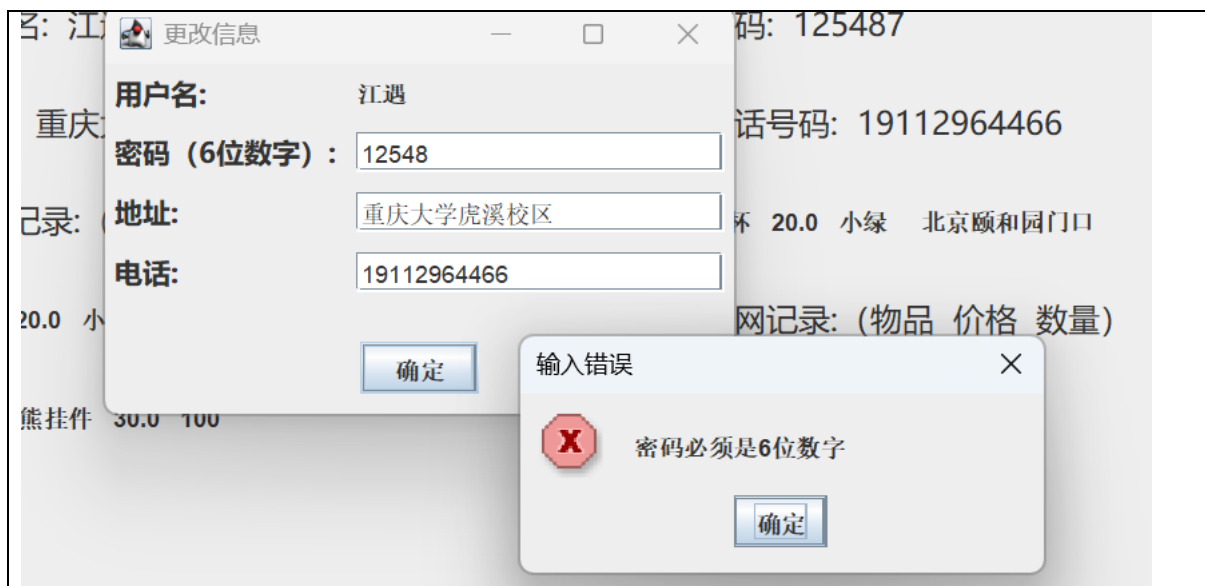 名: 江
更改信息
码: 125487
用户名:
江遇
重庆
话号码: 19112964466
密码（6位数字）:
12548
记录:（
地址:
重庆大学虎溪校区
杯 20.0 小绿 北京颐和园门口
电话:
19112964466
20.0 小
网记录:（物品 价格 数量）
确定
输入错误
熊挂件 30.0 100
密码必须是6位数字
确定